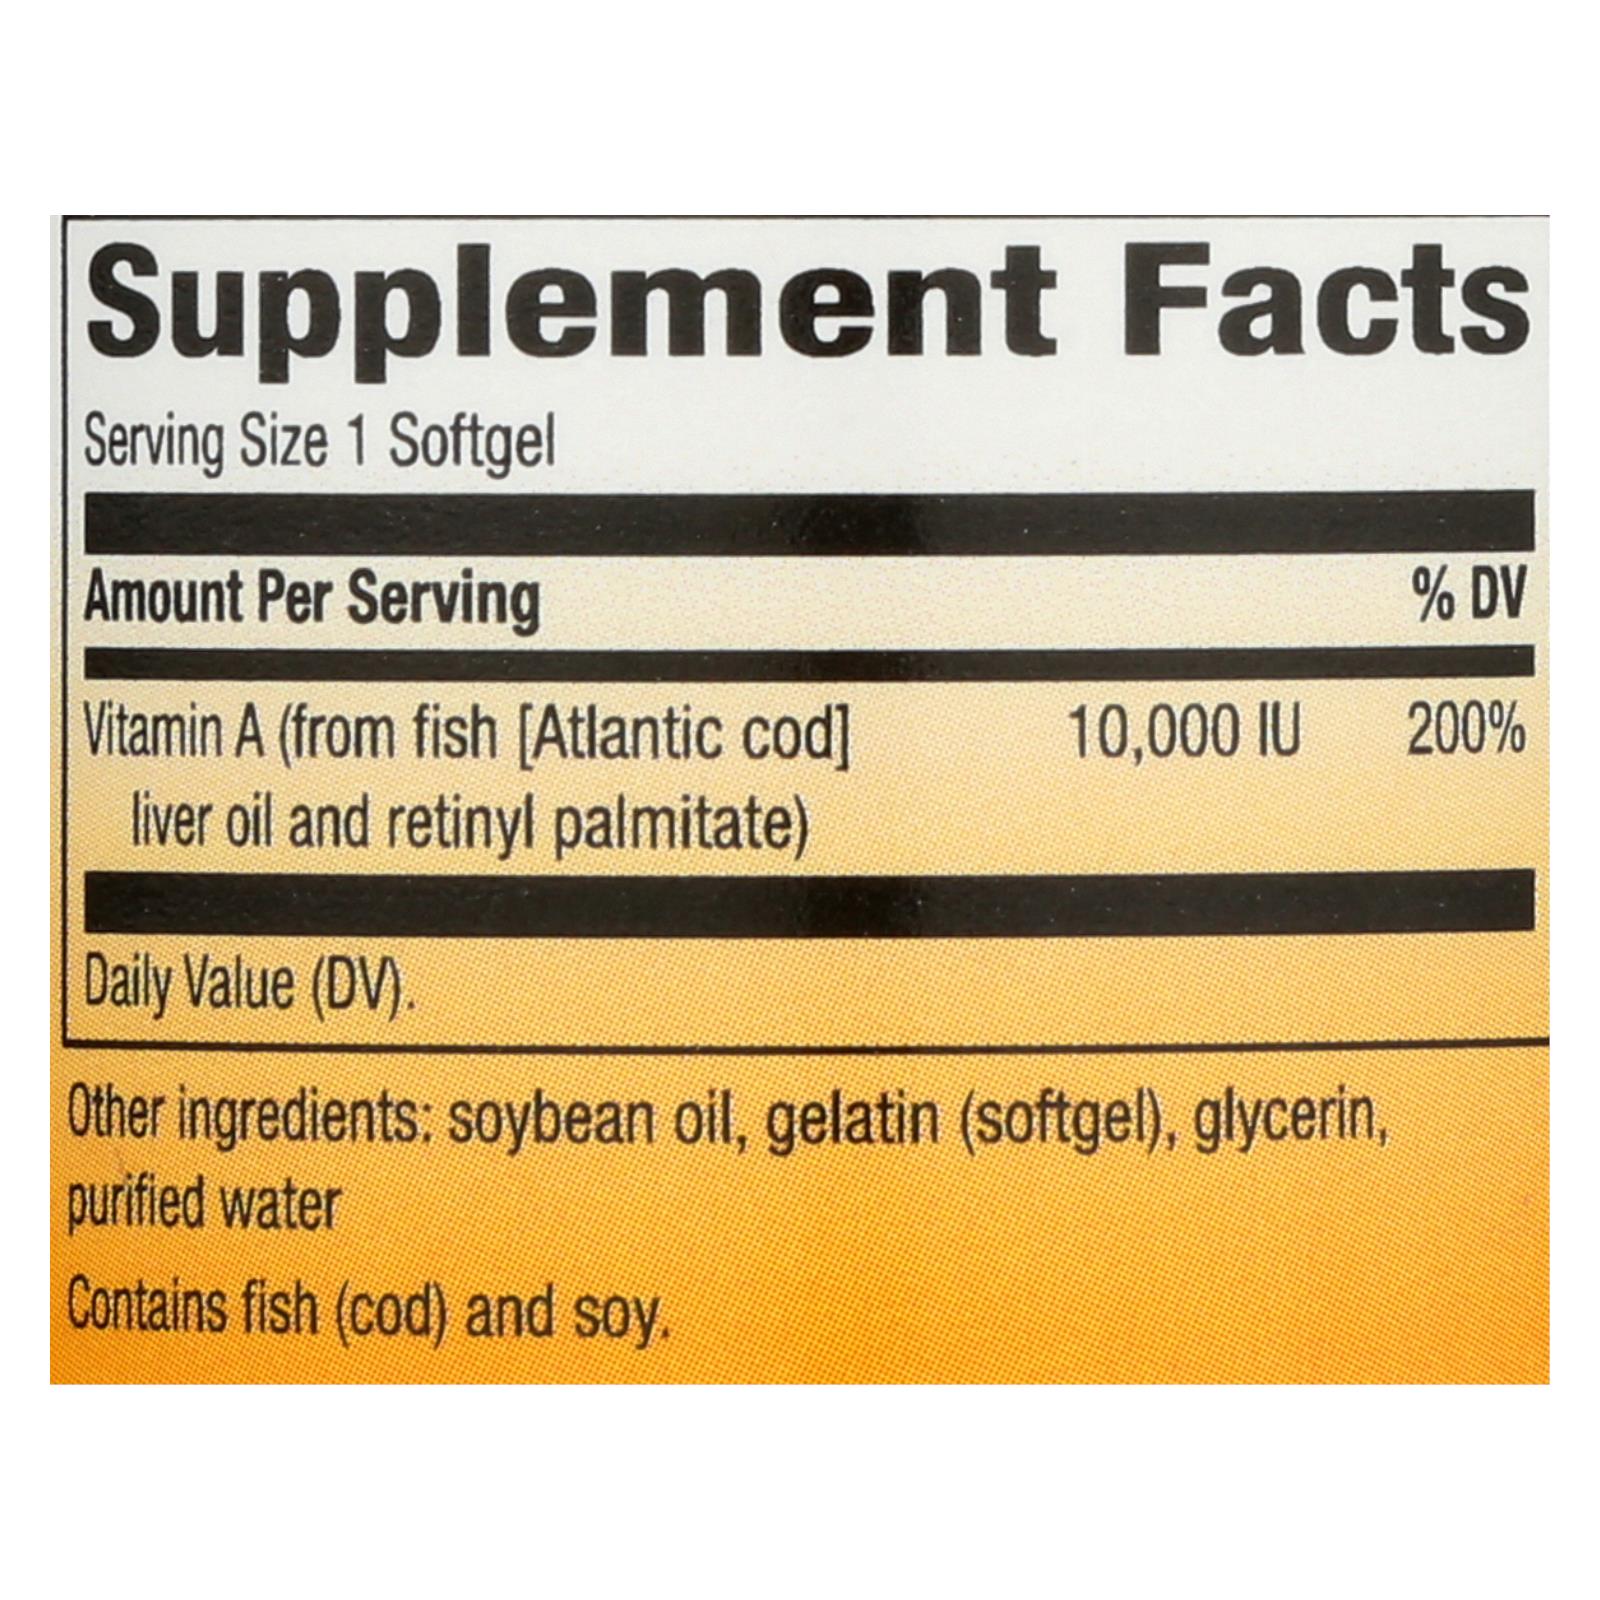 Supplement Facts
Serving Size 1 Softgel
Amount Per Serving % DV
Vitamin A (from fish [Atlantic cod] 10,000 IU 200%
liver oil and retinyl palmitate)
Daily Value (DV).
Other ingredients: soybean oil, gelatin (softgel), glycerin,
purified water
Contains fish (cod) and soy.